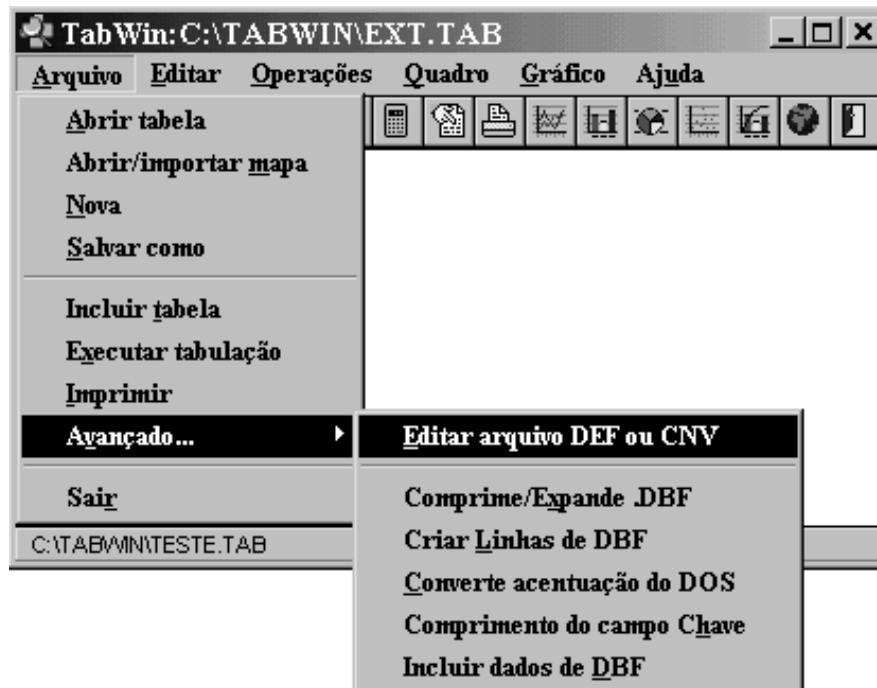 TabWin: C:\TABWIN\EXT.TAB
Arquivo Editar Operações Quadro Gráfico Ajuda
Abrir tabela
Abrir/importar mapa
Nova
Salvar como
Incluir tabela
Executar tabulação
Imprimir
Avançado...
Editar arquivo DEF ou CNV
Sair
Comprime/Expande .DBF
C:\TABWIN\TESTE.TAB
Criar Linhas de DBF
Converte acentuação do DOS
Comprimento do campo Chave
Incluir dados de DBF